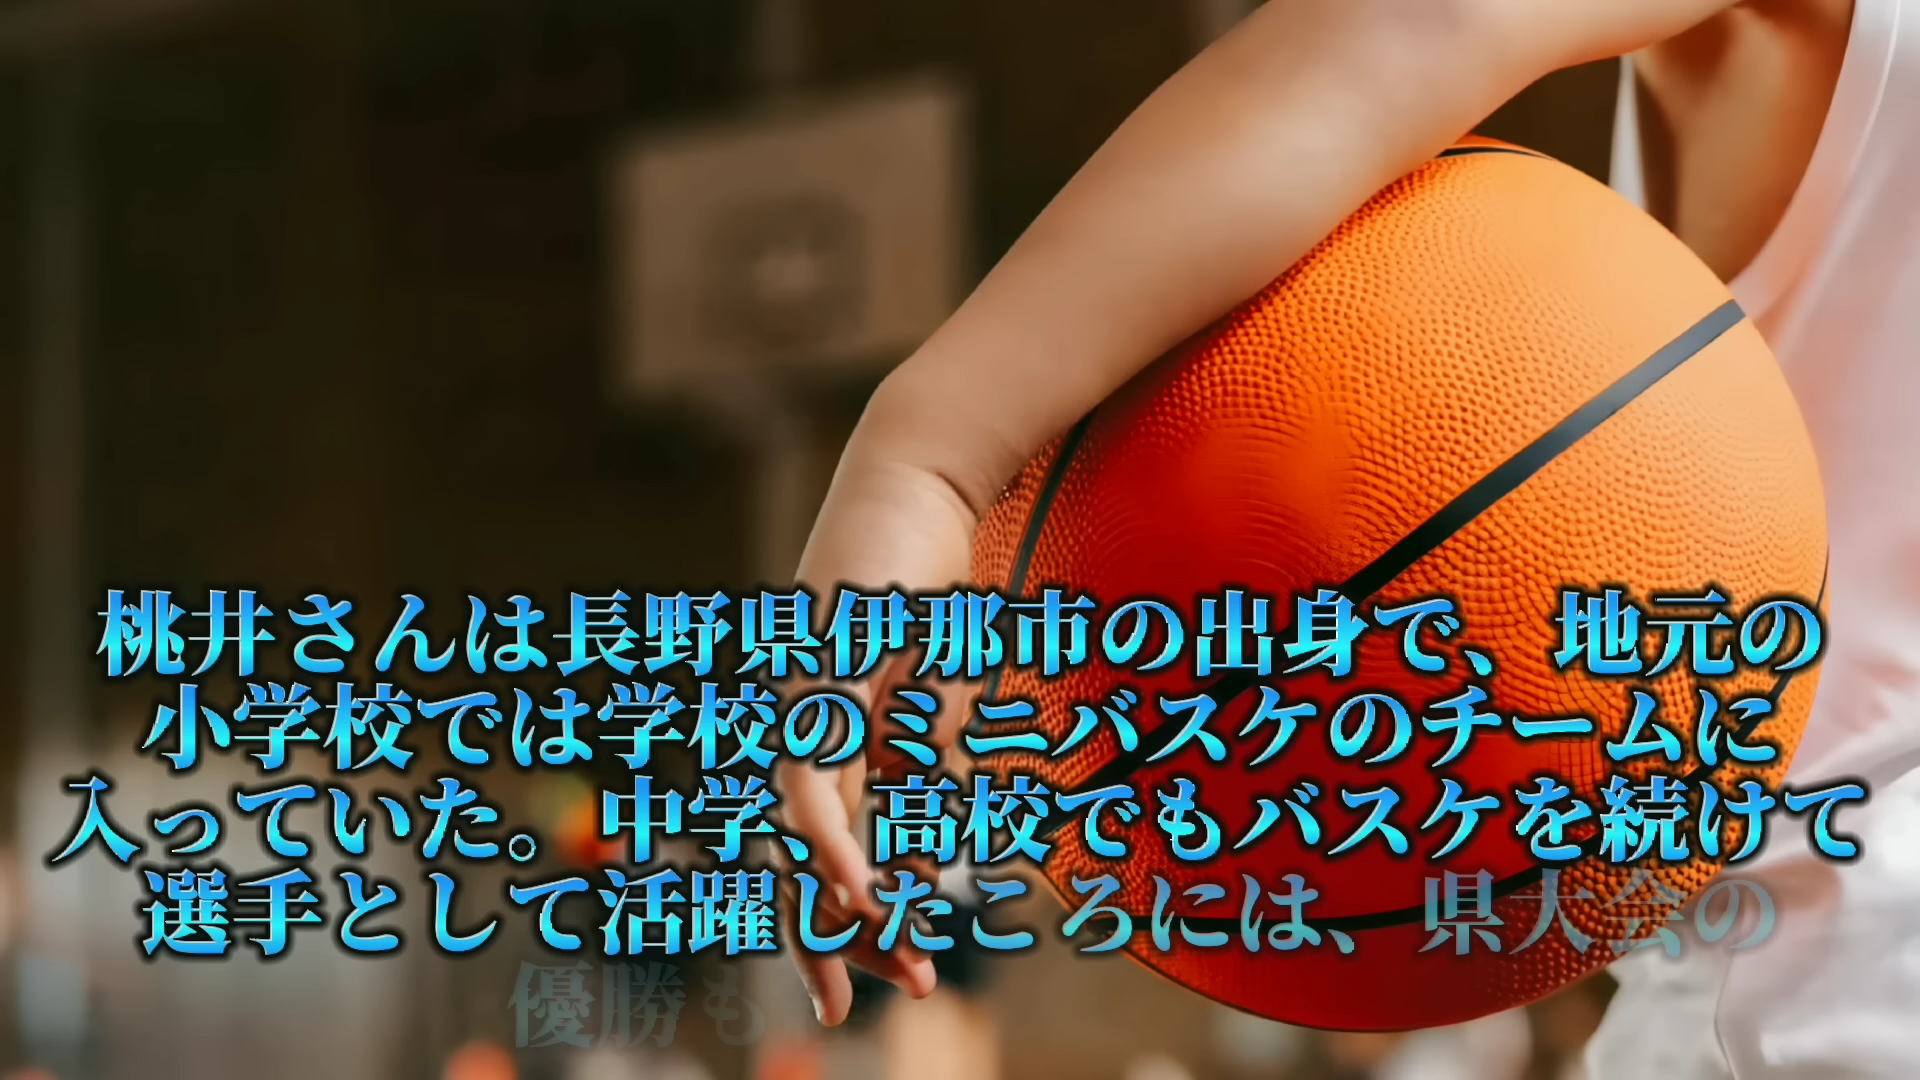 桃井さんは長野県伊那市の出身で、地元の
小学校では学校のミニバスケのチームに
入っていた。中学、高校でもバスケを続けて
選手として活躍したころには、県大会の
優勝も